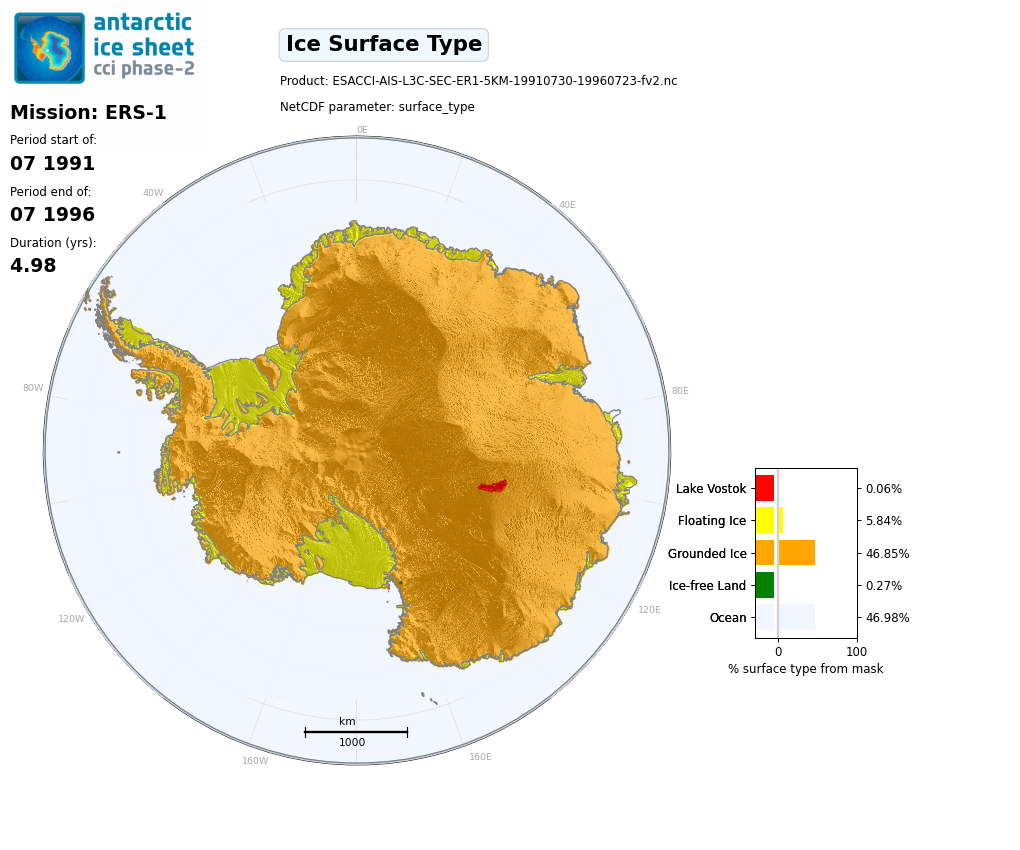 antarctic
ice sheet
cci phase-2
Ice Surface Type
Product: ESACCI-AIS-L3C-SEC-ER1-5KM-19910730-19960723-fv2.nc
NetCDF parameter: surface_type
Mission: ERS-1
Period start of:
07 1991
Period end of:
07 1996
Duration (yrs):
4.98
0E
40W
40E
80W
80E
120W
120E
160W
160E
km
1000
Lake Vostok 0.06%
Floating Ice 5.84%
Grounded Ice 46.85%
Ice-free Land 0.27%
Ocean 46.98%
0 100
% surface type from mask